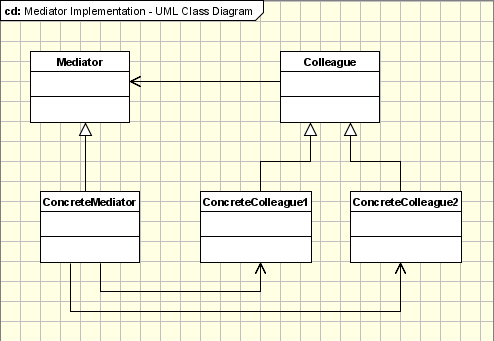 cd: Mediator Implementation - UML Class Diagram
Mediator
Colleague
ConcreteMediator
ConcreteColleague1
ConcreteColleague2